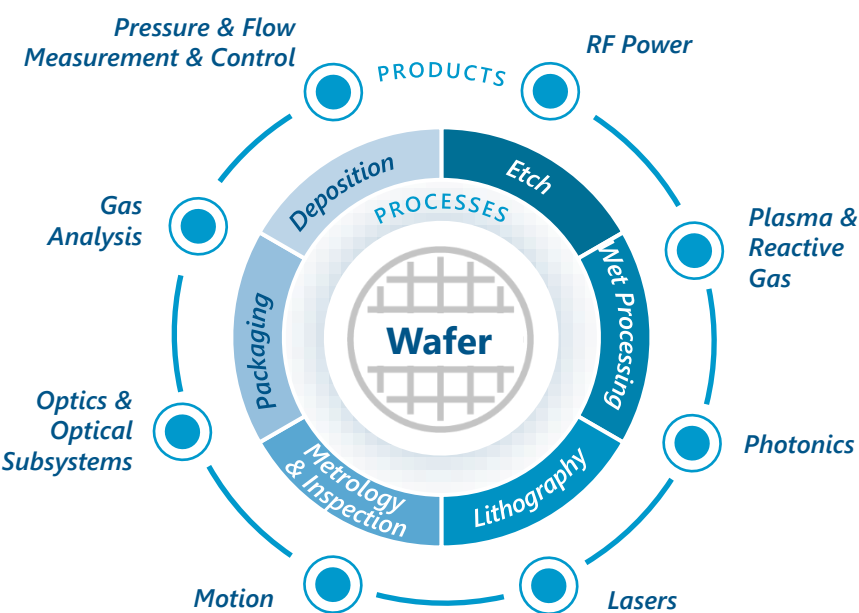 Pressure & Flow
Measurement & Control
PRODUCTS
RF Power
Deposition
Etch
PROCESSES
Gas
Analysis
Plasma &
Reactive
Gas
Packaging
Wafer
Wet Processing
Optics &
Optical
Subsystems
Photonics
Metrology
& Inspection
Lithography
Motion
Lasers